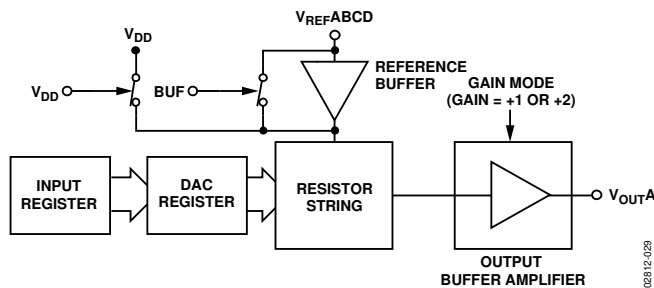 VREFABCD
VDD
REFERENCE
BUFFER
GAIN MODE
(GAIN = +1 OR +2)
VDD
BUF
INPUT
REGISTER
DAC
REGISTER
RESISTOR
STRING
VOUTA
OUTPUT
BUFFER AMPLIFIER
02812-029